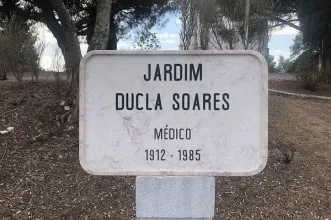 JARDIM
DUCLA SOARES
MÉDICO
1912 - 1985